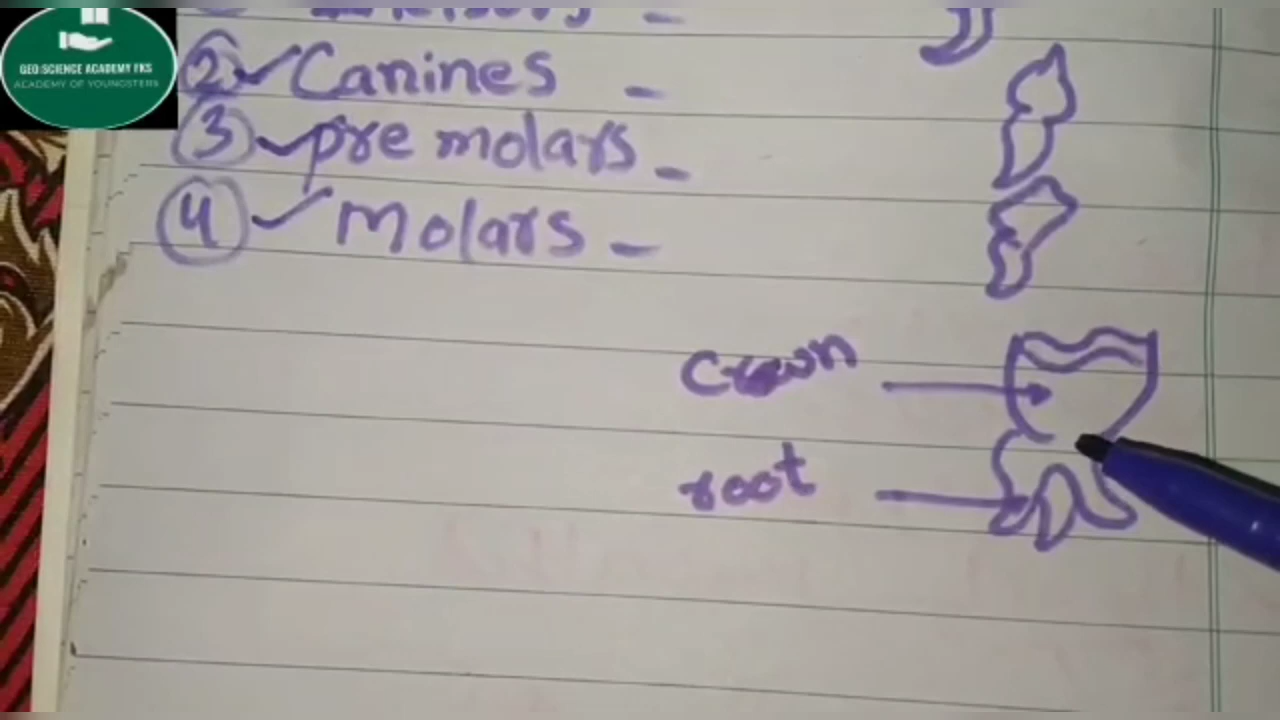 GEO SCIENCE ACADEMY FKS
ACADEMY OF YOUNGSTERS
② Canines -
③ pre molars -
④ Molars -
Crown
root